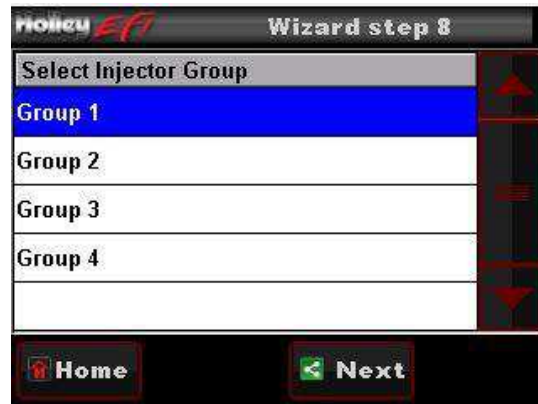 Holley EFI Wizard step 8
Select Injector Group
Group 1
Group 2
Group 3
Group 4
Home Next